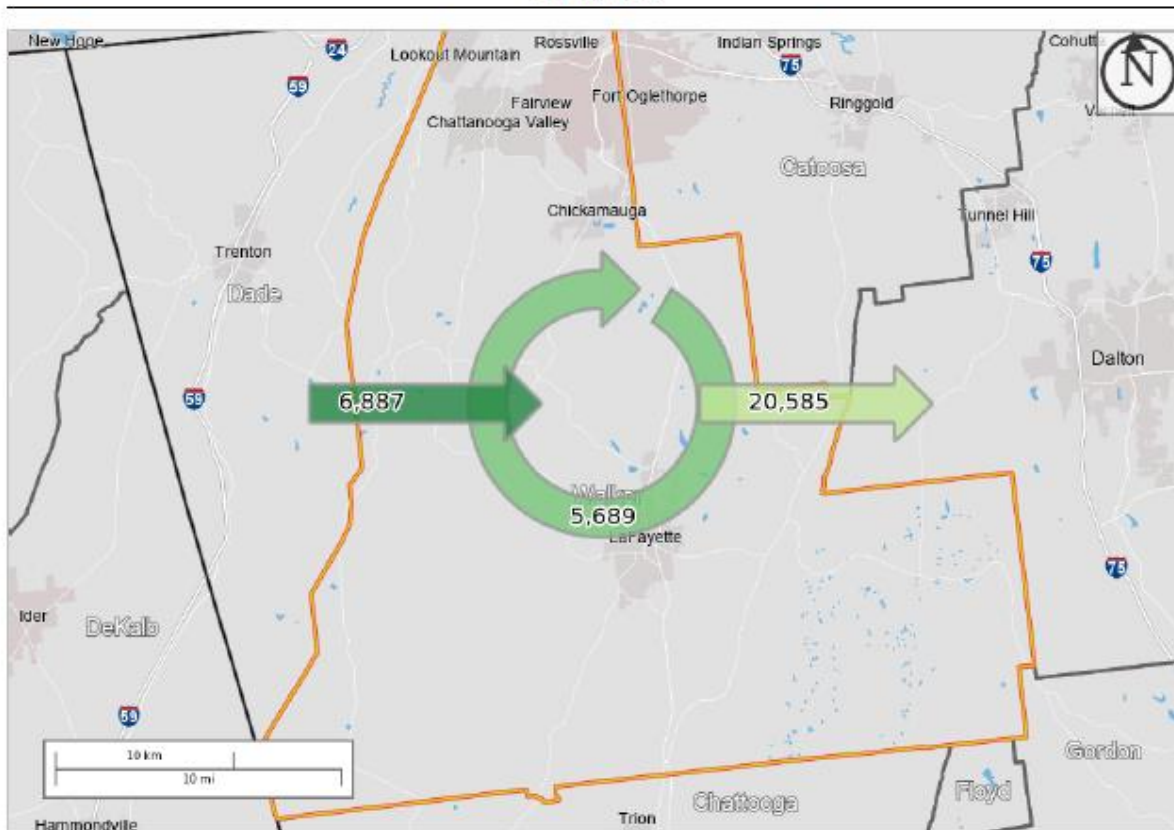 New Hope
24
Lookout Mountain
Rossville
Indian Springs
75
Cohutta
N
59
Fairview
Fort Oglethorpe
Ringgold
Chattanooga Valley
Catoosa
Chickamauga
Tunnel Hill
Trenton
75
Dade
Dalton
59
6,887
20,585
Walker
5,689
LaFayette
75
Ider
DeKalb
59
10 km
10 mi
Gordon
Floyd
Chattooga
Trion
Hammondville